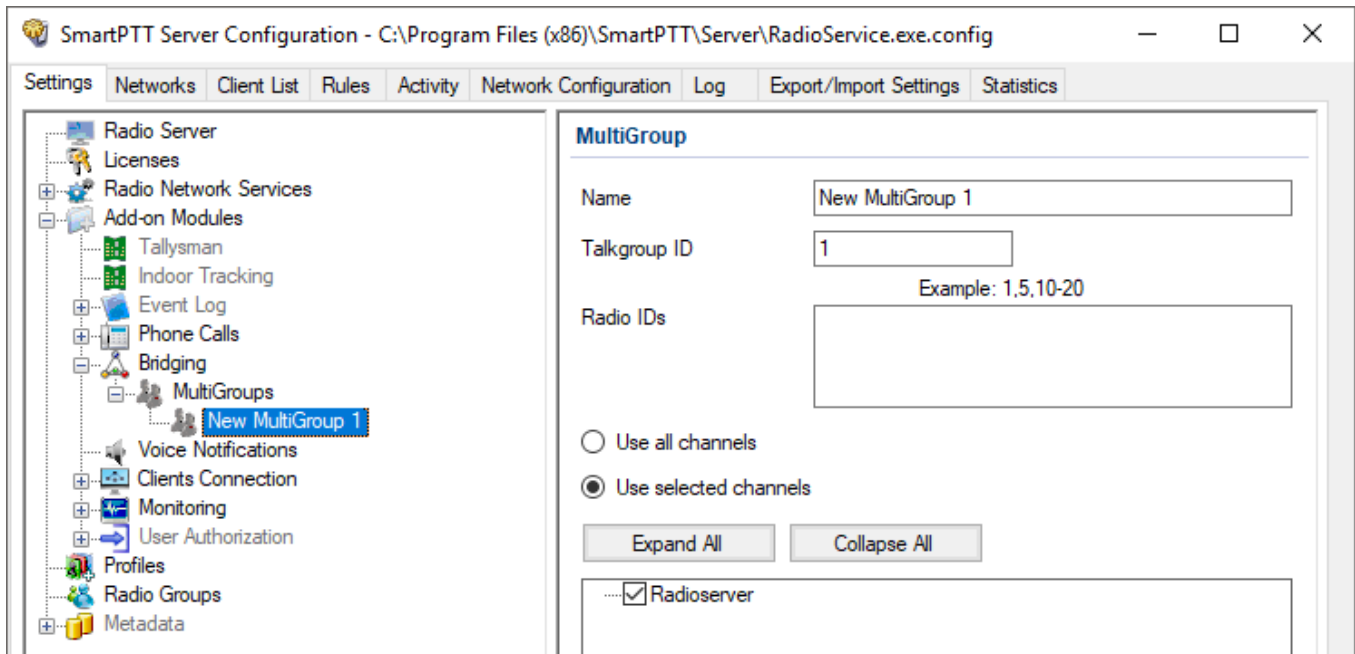 SmartPTT Server Configuration - C:\Program Files (x86)\SmartPTT\Server\RadioService.exe.config
Settings Networks Client List Rules Activity Network Configuration Log Export/Import Settings Statistics
Radio Server
Licenses
Radio Network Services
Add-on Modules
Tallysman
Indoor Tracking
Event Log
Phone Calls
Bridging
MultiGroups
New MultiGroup 1
Voice Notifications
Clients Connection
Monitoring
User Authorization
Profiles
Radio Groups
Metadata
MultiGroup
Name New MultiGroup 1
Talkgroup ID 1
Example: 1,5,10-20
Radio IDs
Use all channels
Use selected channels
Expand All Collapse All
Radioserver